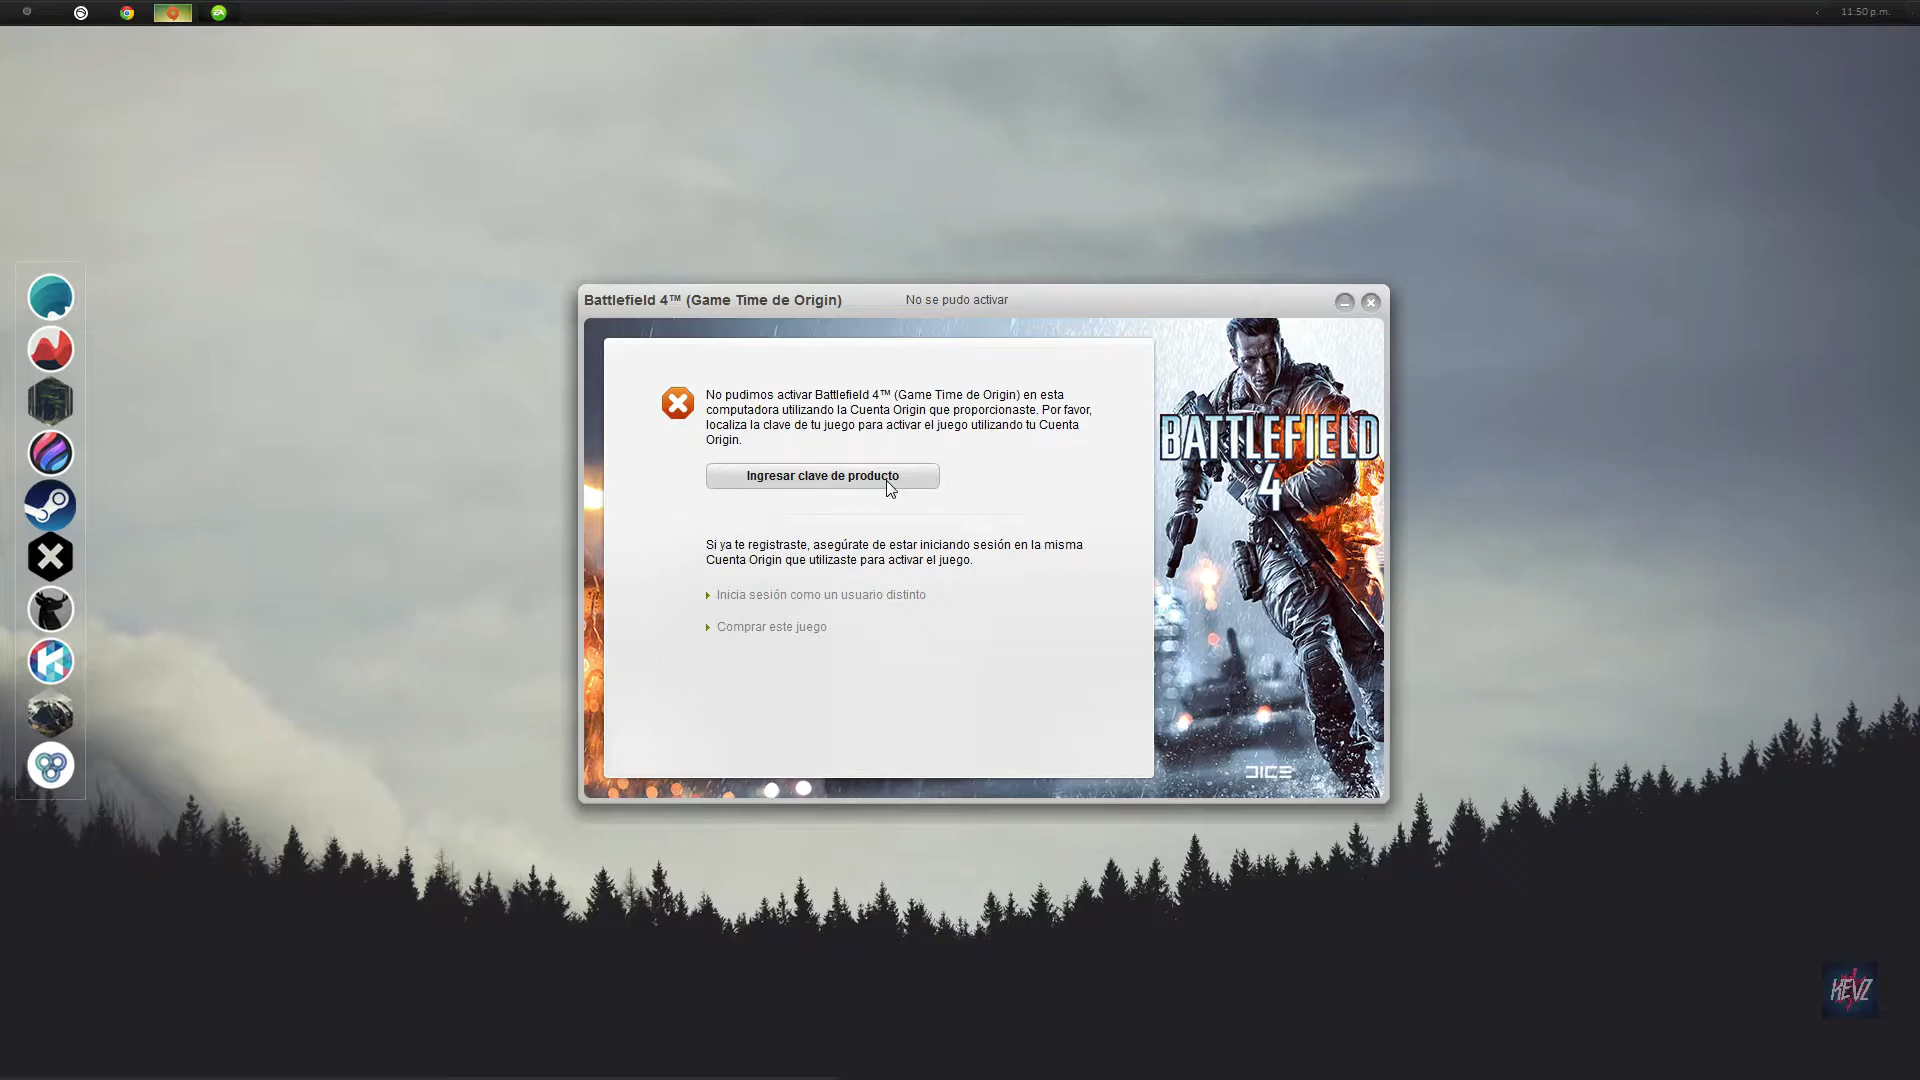 11:50 p.m.
Battlefield 4™ (Game Time de Origin)
No se pudo activar
No pudimos activar Battlefield 4™ (Game Time de Origin) en esta
computadora utilizando la Cuenta Origin que proporcionaste. Por favor,
localiza la clave de tu juego para activar el juego utilizando tu Cuenta
Origin.
Ingresar clave de producto
Si ya te registraste, asegúrate de estar iniciando sesión en la misma
Cuenta Origin que utilizaste para activar el juego.
Inicia sesión como un usuario distinto
Comprar este juego
BATTLEFIELD
4
DICE
KEVZ